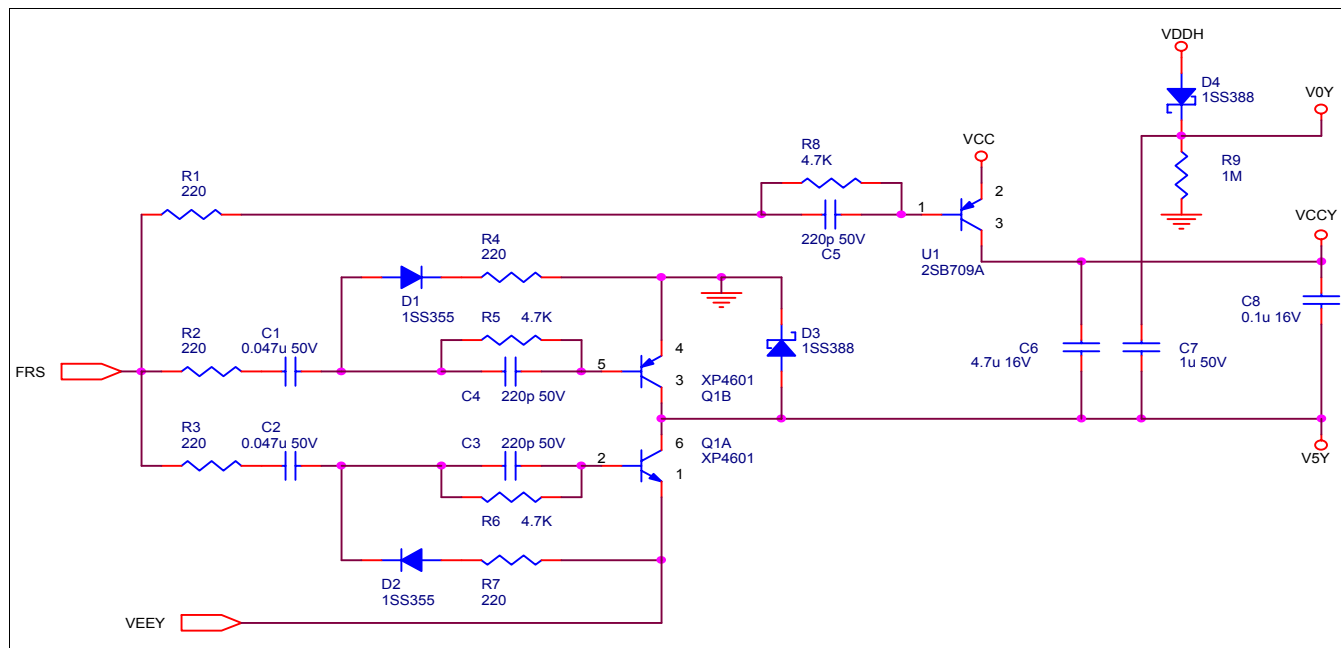 VDDH
D4
1SS388
V0Y
R8
4.7K
VCC
R9
1M
R1
220
2
1
3
220p 50V
C5
U1
2SB709A
VCCY
R4
220
D1
1SS355
R5 4.7K
C8
0.1u 16V
R2
220
C1
0.047u 50V
D3
1SS388
C6
4.7u 16V
C7
1u 50V
FRS
5
4
3
XP4601
Q1B
C4 220p 50V
R3
220
C2
0.047u 50V
C3 220p 50V
2
6
1
Q1A
XP4601
V5Y
R6 4.7K
D2
1SS355
R7
220
VEEY